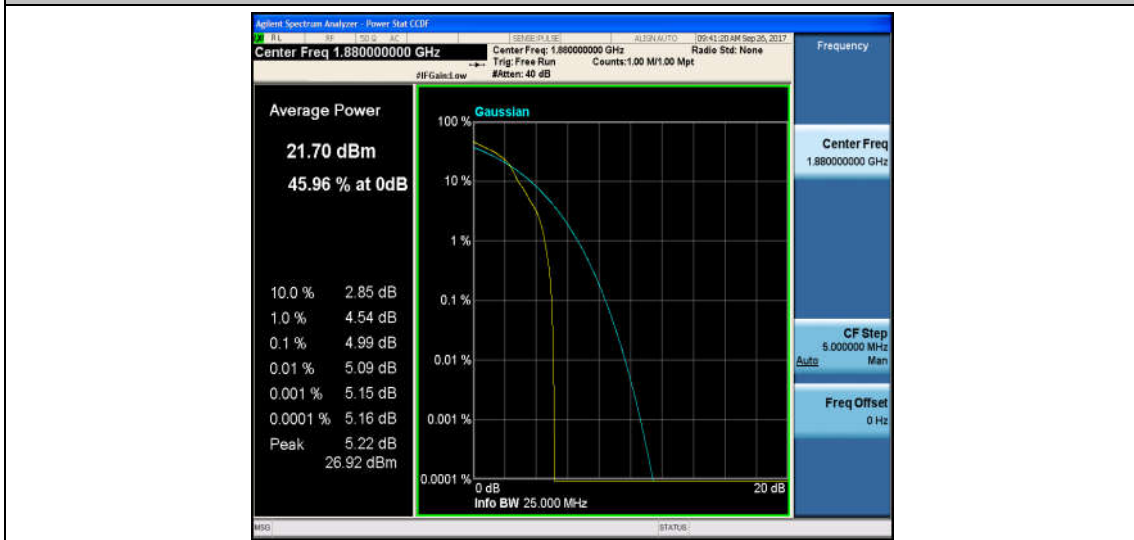 Agilent Spectrum Analyzer - Power Stat CCDF
RL RF 50 Ω AC SENSE:PULSE ALIGN AUTO 09:41:20 AM Sep 26, 2017
Center Freq 1.880000000 GHz
Center Freq: 1.880000000 GHz Radio Std: None
Trig: Free Run Counts:1.00 M/1.00 Mpt
#IFGain:Low #Atten: 40 dB
Frequency
Average Power
21.70 dBm
45.96 % at 0dB
10.0 % 2.85 dB
1.0 % 4.54 dB
0.1 % 4.99 dB
0.01 % 5.09 dB
0.001 % 5.15 dB
0.0001 % 5.16 dB
Peak 5.22 dB
26.92 dBm
Gaussian
100 %
10 %
1 %
0.1 %
0.01 %
0.001 %
0.0001 %
0 dB 20 dB
Info BW 25.000 MHz
Center Freq
1.880000000 GHz
CF Step
5.000000 MHz
Auto Man
Freq Offset
0 Hz
MSG STATUS